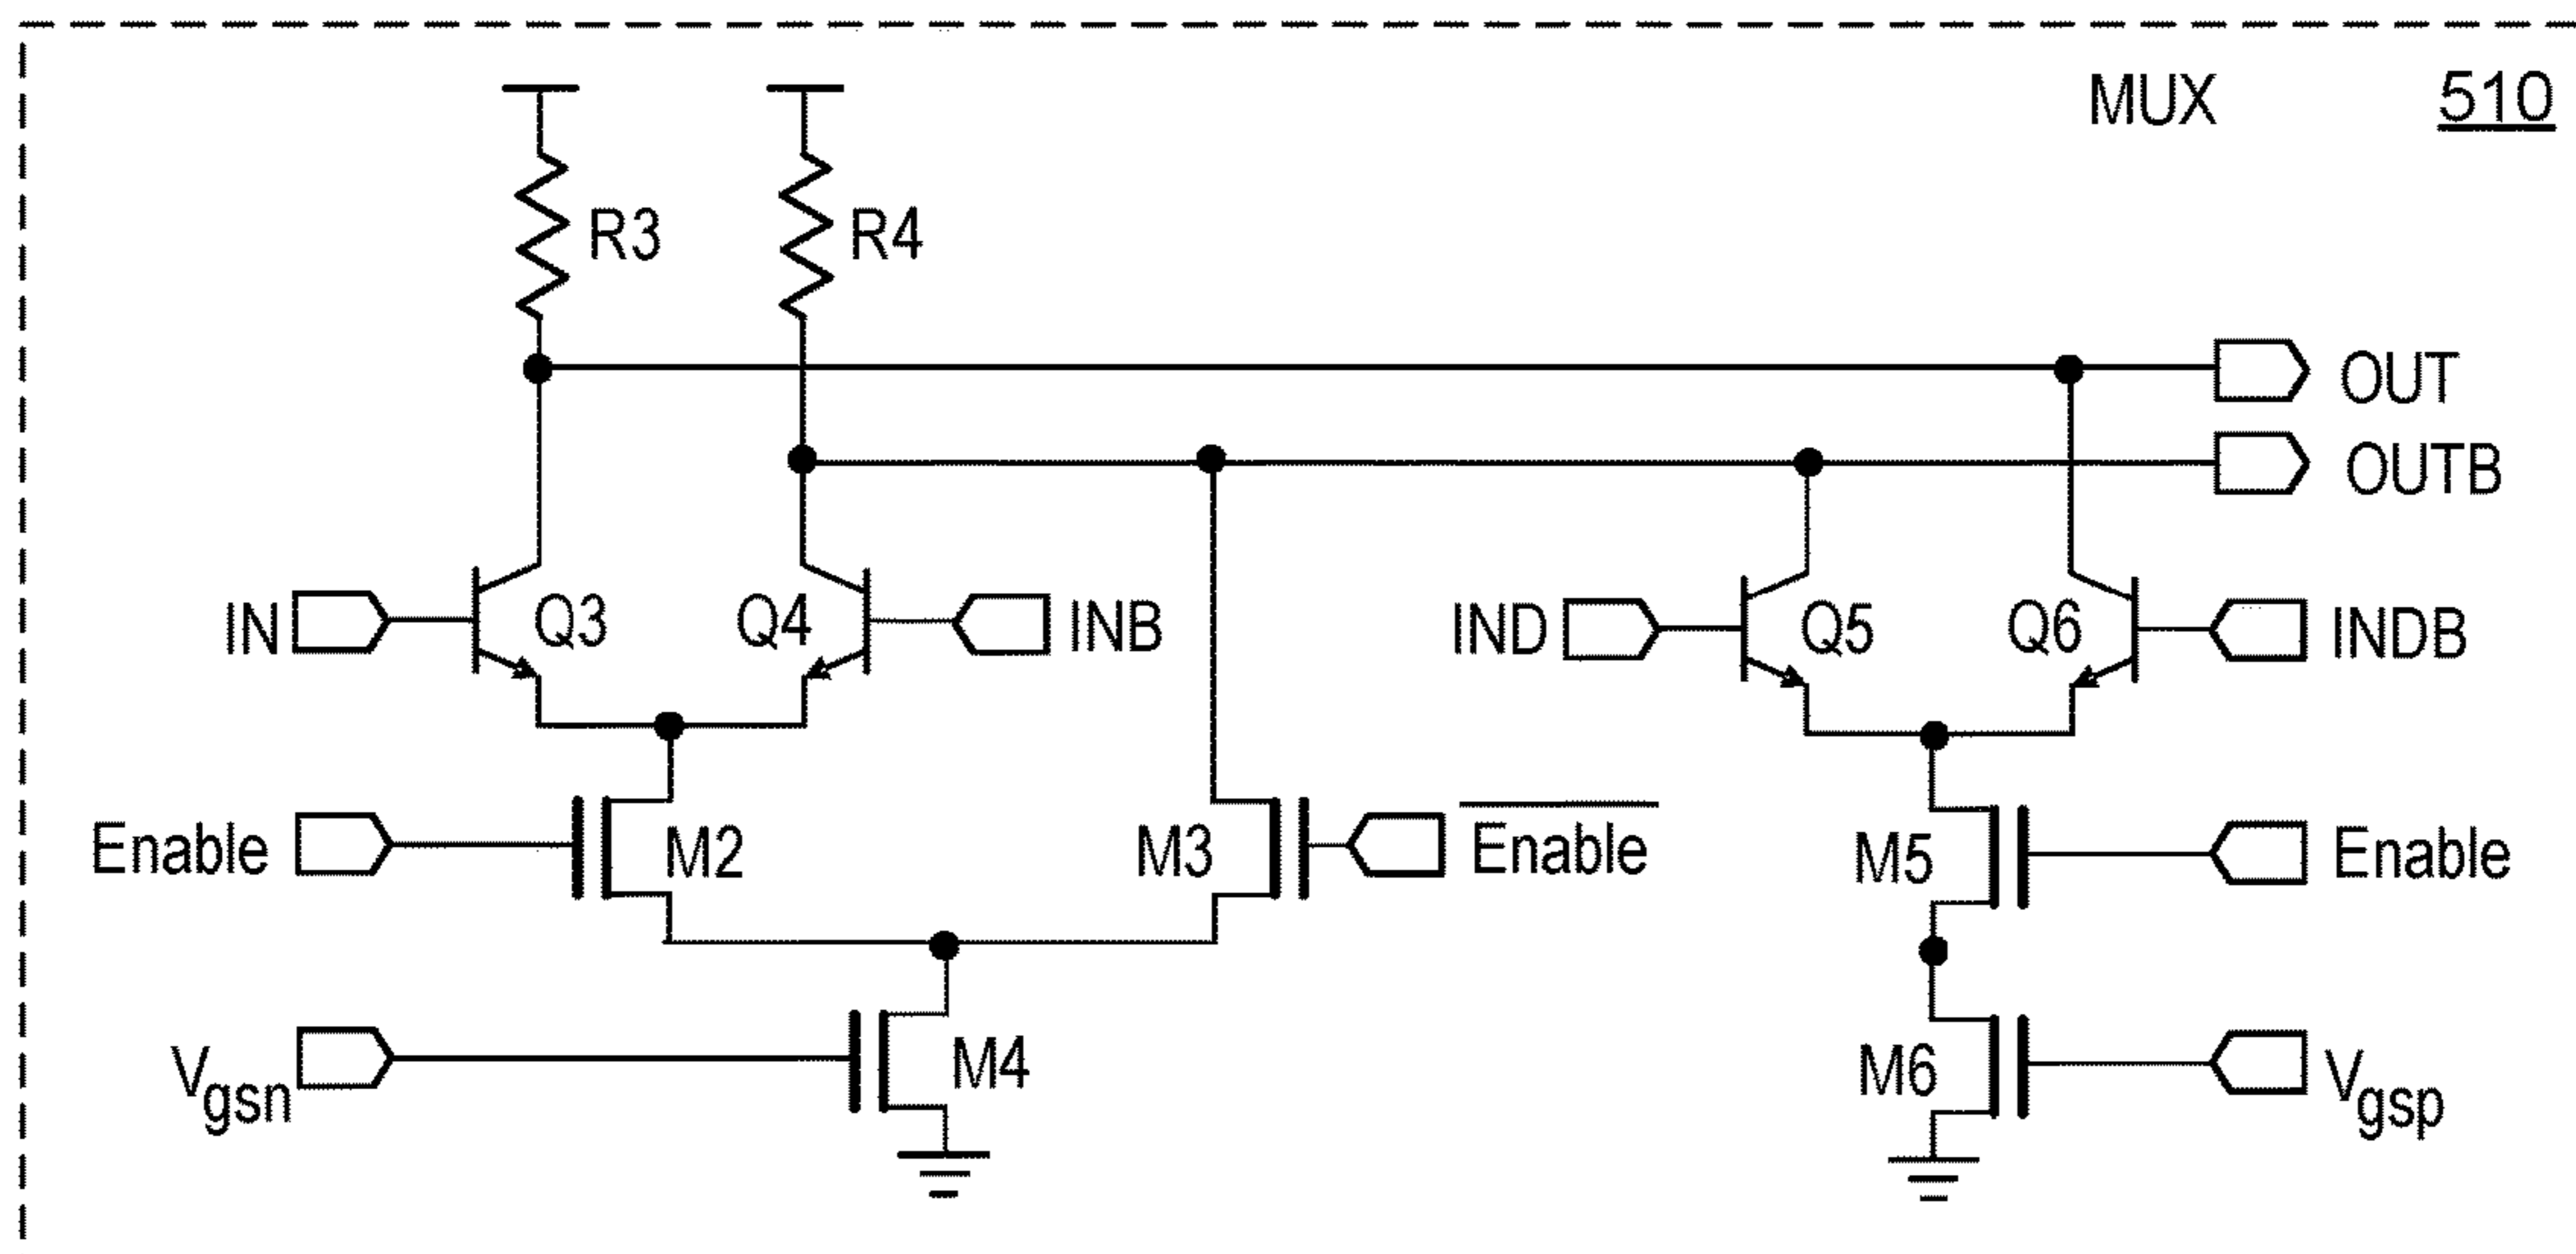 MUX 510
R3 R4
OUT
OUTB
IN Q3 Q4 INB IND Q5 Q6 INDB
Enable M2 M3 Enable M5 Enable
Vgsn M4 M6 Vgsp